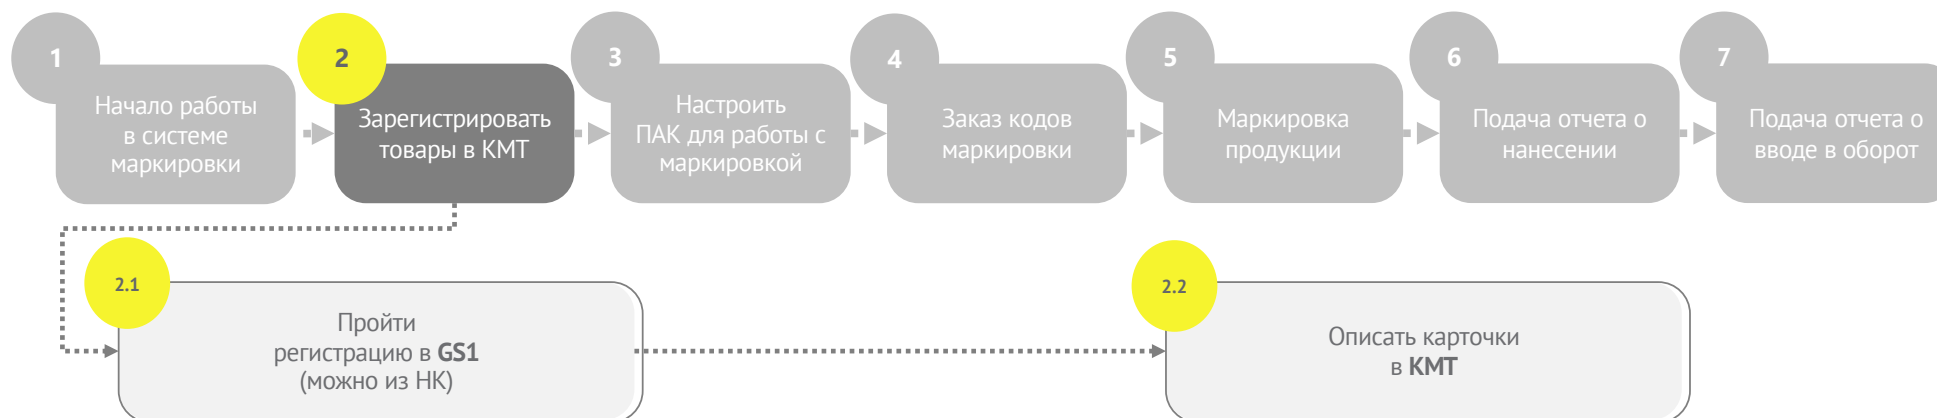 1
Начало работы
в системе
маркировки
2
Зарегистрировать
товары в КМТ
3
Настроить
ПАК для работы с
маркировкой
4
Заказ кодов
маркировки
5
Маркировка
продукции
6
Подача отчета о
нанесении
7
Подача отчета о
вводе в оборот
2.1
Пройти
регистрацию в GS1
(можно из НК)
2.2
Описать карточки
в КМТ